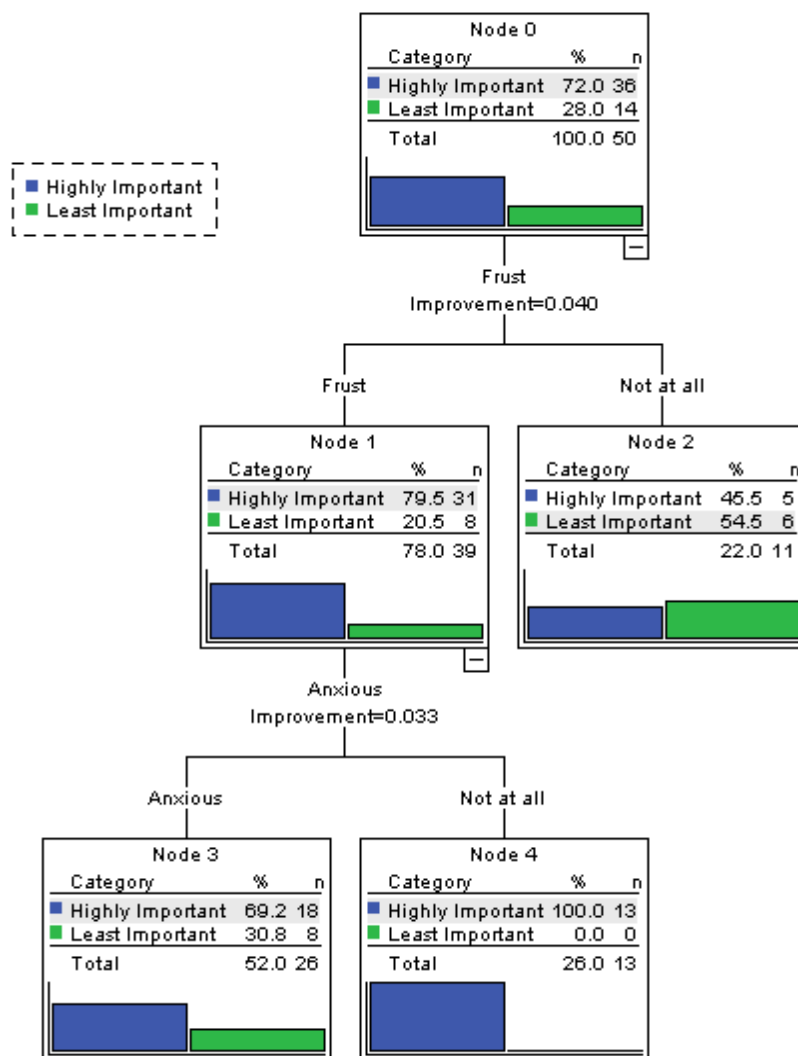 Node 0
Category % n
Highly Important 72.0 36
Least Important 28.0 14
Total 100.0 50
Highly Important
Least Important
Frust
Improvement=0.040
Frust
Not at all
Node 1
Category % n
Highly Important 79.5 31
Least Important 20.5 8
Total 78.0 39
Node 2
Category % n
Highly Important 45.5 5
Least Important 54.5 6
Total 22.0 11
Anxious
Improvement=0.033
Anxious
Not at all
Node 3
Category % n
Highly Important 69.2 18
Least Important 30.8 8
Total 52.0 26
Node 4
Category % n
Highly Important 100.0 13
Least Important 0.0 0
Total 26.0 13